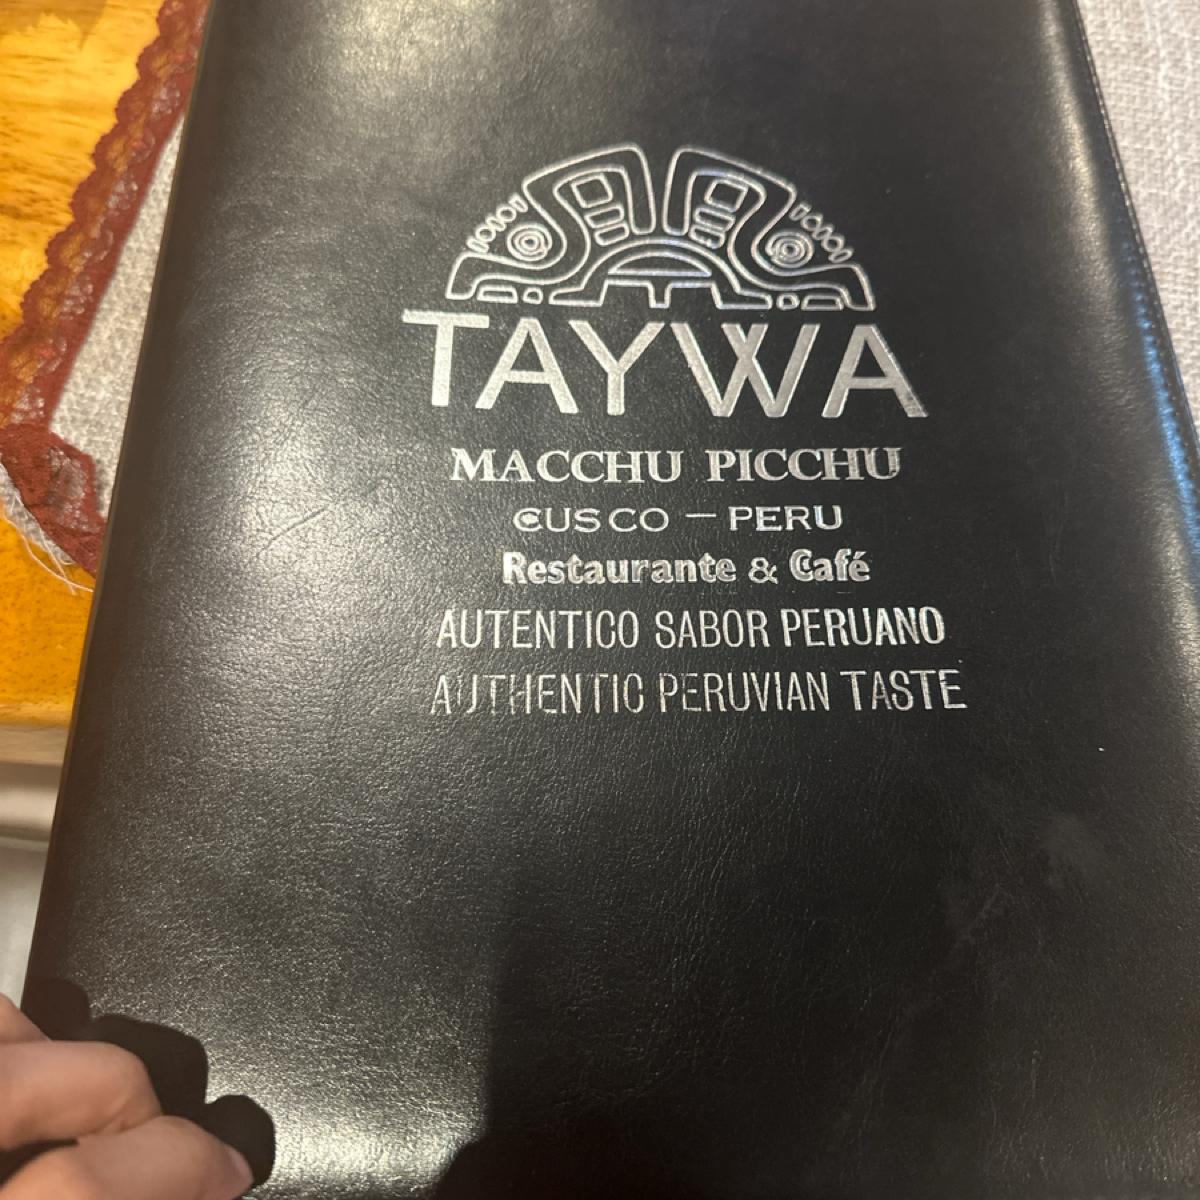 TAYWA
MACCHU PICCHU
CUSCO – PERU
Restaurante & Café
AUTENTICO SABOR PERUANO
AUTHENTIC PERUVIAN TASTE